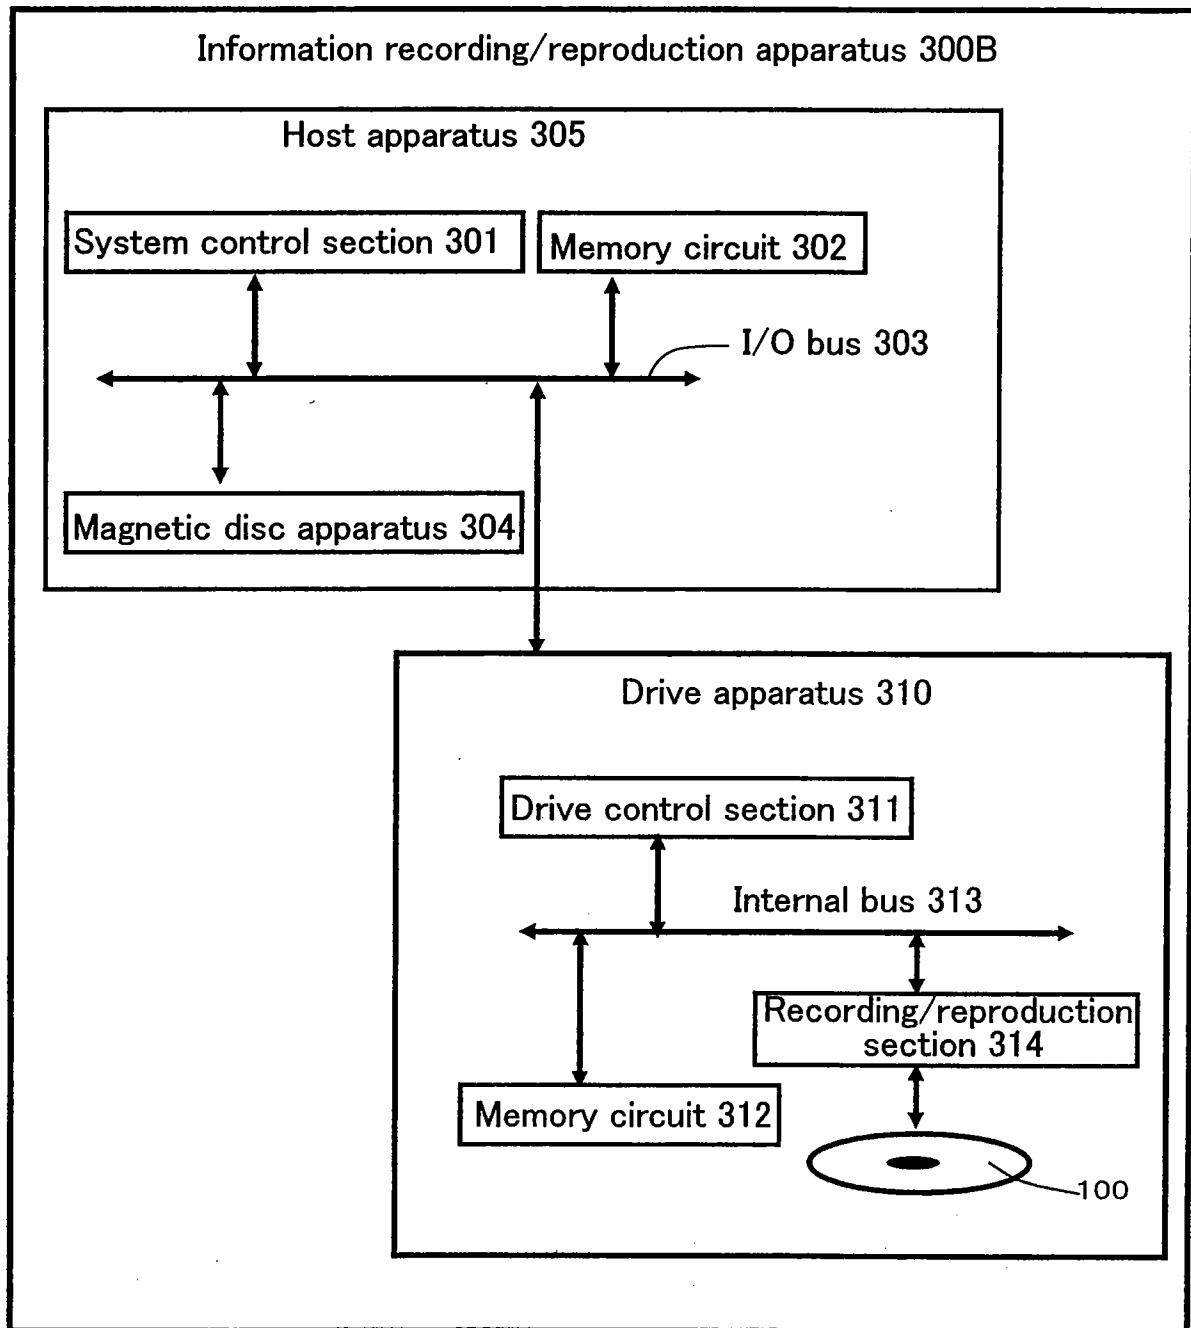 Information recording/reproduction apparatus 300B
Host apparatus 305
System control section 301
Memory circuit 302
I/O bus 303
Magnetic disc apparatus 304
Drive apparatus 310
Drive control section 311
Internal bus 313
Recording/reproduction
section 314
Memory circuit 312
100